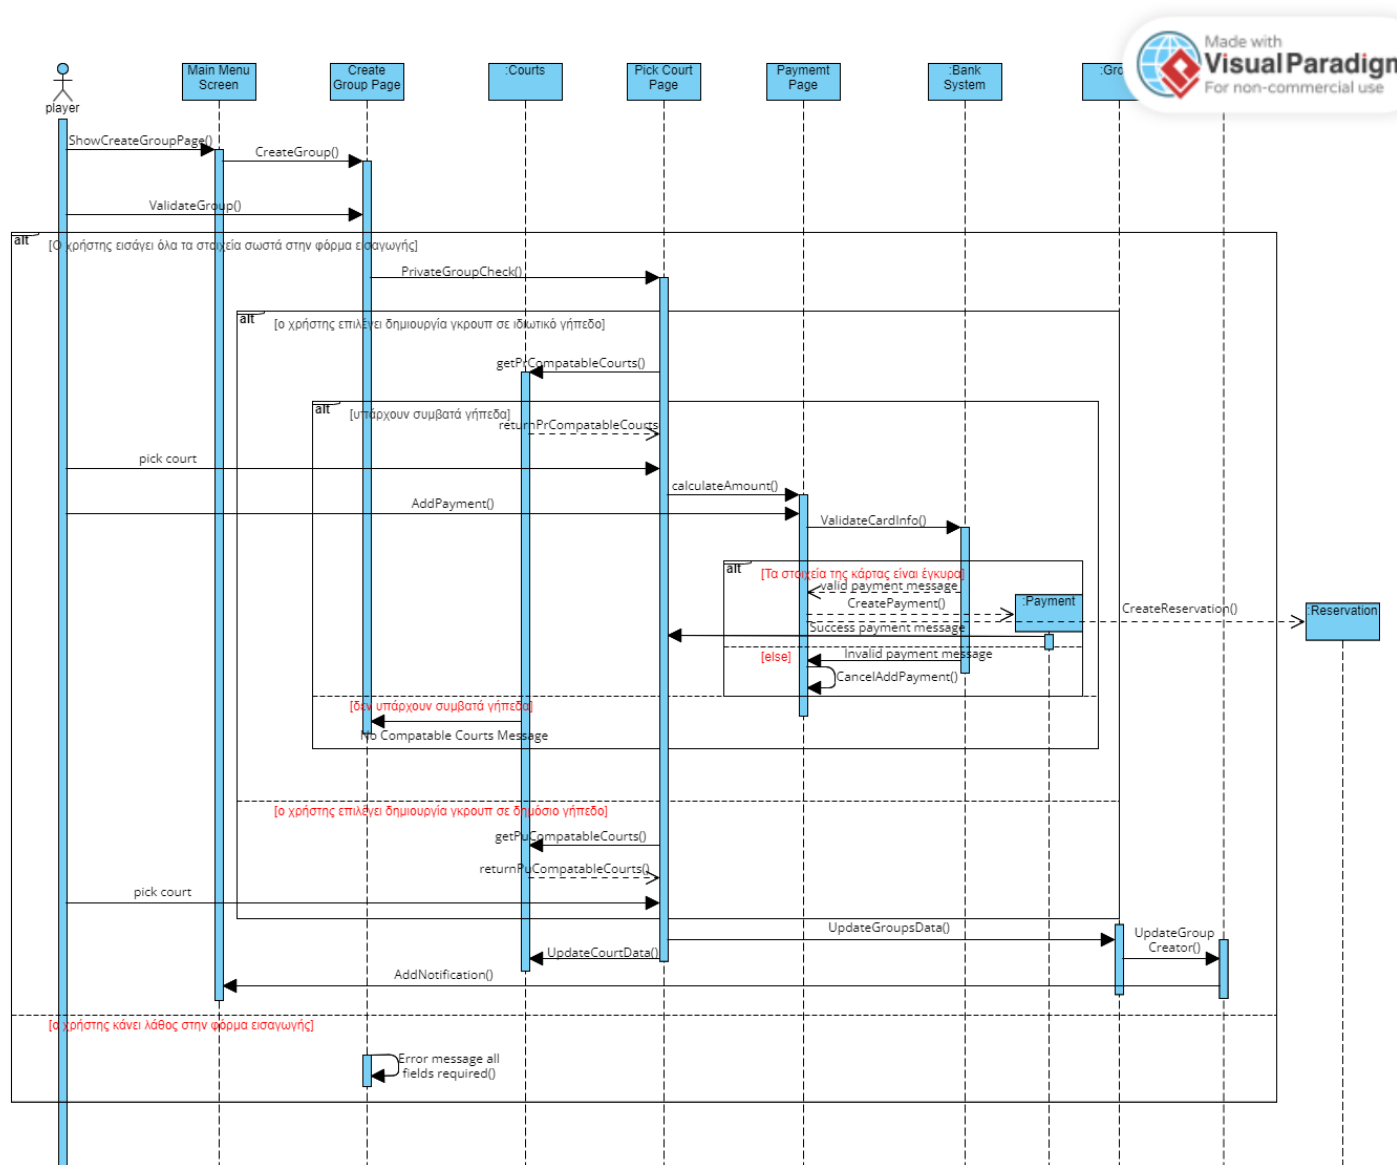 Made with
VisualParadigm
For non-commercial use
player
Main Menu
Screen
Create
Group Page
:Courts
Pick Court
Page
Paymemt
Page
:Bank
System
ShowCreateGroupPage()
CreateGroup()
ValidateGroup()
alt
[Ο χρήστης εισάγει όλα τα στοιχεία σωστά στην φόρμα εισαγωγής]
PrivateGroupCheck()
alt
[ο χρήστης επιλέγει δημιουργία γκρουπ σε ιδιωτικό γήπεδο]
getPrCompatableCourts()
alt
[υπάρχουν συμβατά γήπεδα]
returnPrCompatableCourts
pick court
calculateAmount()
AddPayment()
ValidateCardInfo()
alt
[Τα στοιχεία της κάρτας είναι έγκυρα]
valid payment message
CreatePayment()
:Payment
CreateReservation()
:Reservation
Success payment message
[else]
Invalid payment message
CancelAddPayment()
[δεν υπάρχουν συμβατά γήπεδα]
No Compatable Courts Message
[ο χρήστης επιλέγει δημιουργία γκρουπ σε δημόσιο γήπεδο]
getPuCompatableCourts()
returnPuCompatableCourts()
pick court
UpdateGroupsData()
UpdateGroup
Creator()
UpdateCourtData()
AddNotification()
[ο χρήστης κάνει λάθος στην φόρμα εισαγωγής]
Error message all
fields required()